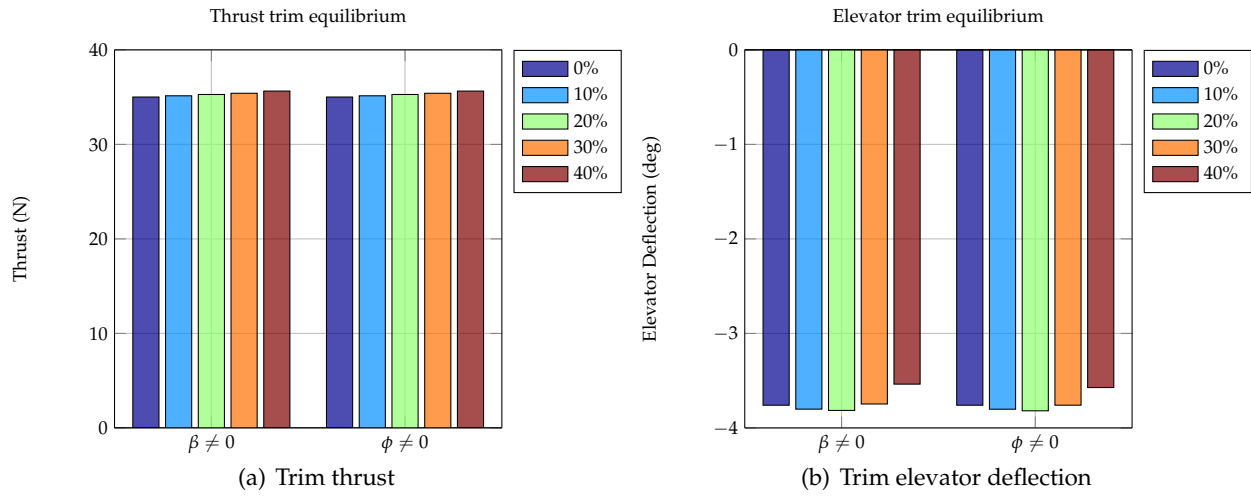 Thrust trim equilibrium
40
30
20
10
0
Thrust (N)
β ≠ 0
ϕ ≠ 0
0%
10%
20%
30%
40%
(a) Trim thrust
Elevator trim equilibrium
0
−1
−2
−3
−4
Elevator Deflection (deg)
β ≠ 0
ϕ ≠ 0
0%
10%
20%
30%
40%
(b) Trim elevator deflection